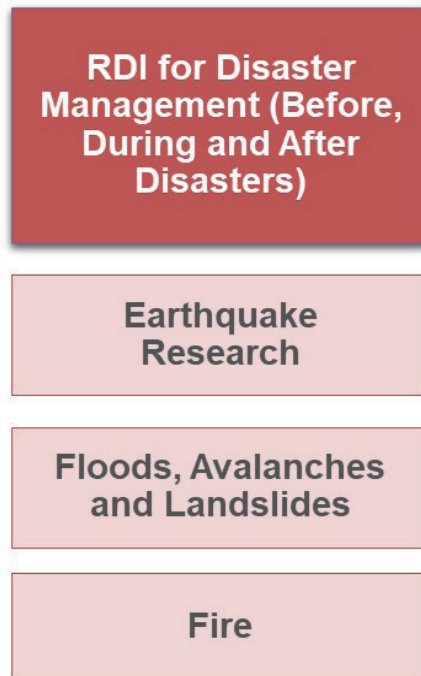 RDI for Disaster
Management (Before,
During and After
Disasters)
Earthquake
Research
Floods, Avalanches
and Landslides
Fire